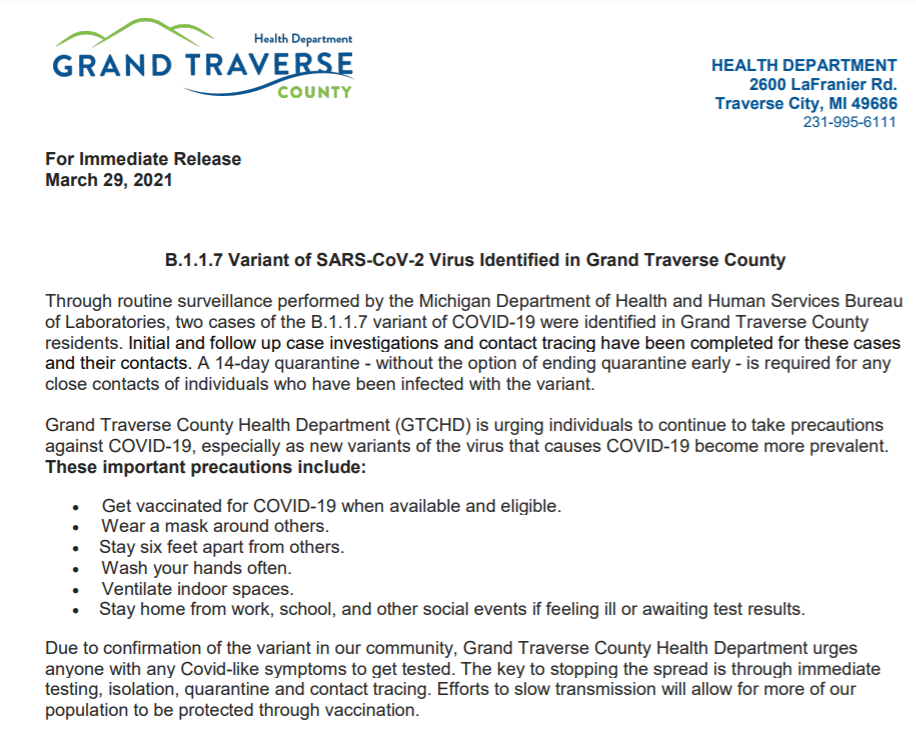 Health Department
GRAND TRAVERSE
COUNTY
HEALTH DEPARTMENT
2600 LaFranier Rd.
Traverse City, MI 49686
231-995-6111
For Immediate Release
March 29, 2021
B.1.1.7 Variant of SARS-CoV-2 Virus Identified in Grand Traverse County
Through routine surveillance performed by the Michigan Department of Health and Human Services Bureau
of Laboratories, two cases of the B.1.1.7 variant of COVID-19 were identified in Grand Traverse County
residents. Initial and follow up case investigations and contact tracing have been completed for these cases
and their contacts. A 14-day quarantine - without the option of ending quarantine early - is required for any
close contacts of individuals who have been infected with the variant.
Grand Traverse County Health Department (GTCHD) is urging individuals to continue to take precautions
against COVID-19, especially as new variants of the virus that causes COVID-19 become more prevalent.
These important precautions include:
• Get vaccinated for COVID-19 when available and eligible.
• Wear a mask around others.
• Stay six feet apart from others.
• Wash your hands often.
• Ventilate indoor spaces.
• Stay home from work, school, and other social events if feeling ill or awaiting test results.
Due to confirmation of the variant in our community, Grand Traverse County Health Department urges
anyone with any Covid-like symptoms to get tested. The key to stopping the spread is through immediate
testing, isolation, quarantine and contact tracing. Efforts to slow transmission will allow for more of our
population to be protected through vaccination.